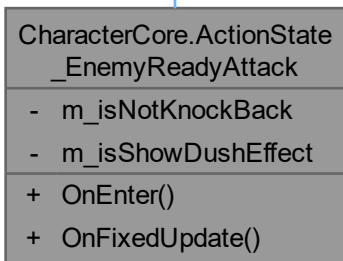 CharacterCore.ActionState
_EnemyReadyAttack
- m_isNotKnockBack
- m_isShowDushEffect
+ OnEnter()
+ OnFixedUpdate()